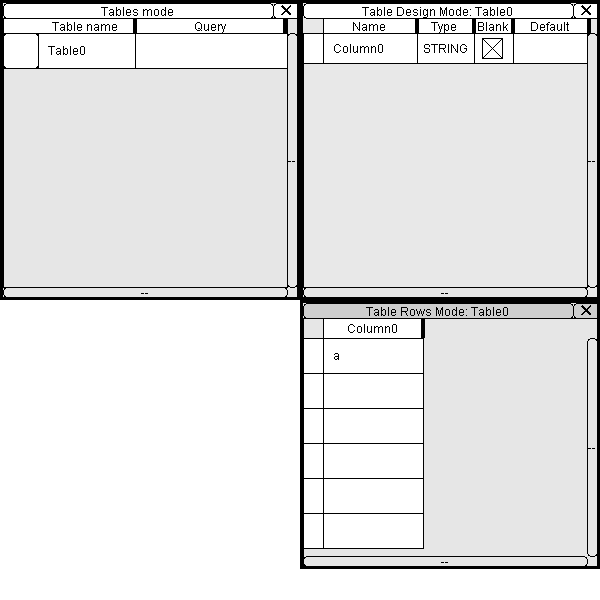 Tables mode
Table name Query
Table0
--
--
Table Design Mode: Table0
Name Type Blank Default
Column0 STRING
--
--
Table Rows Mode: Table0
Column0
a
--
--